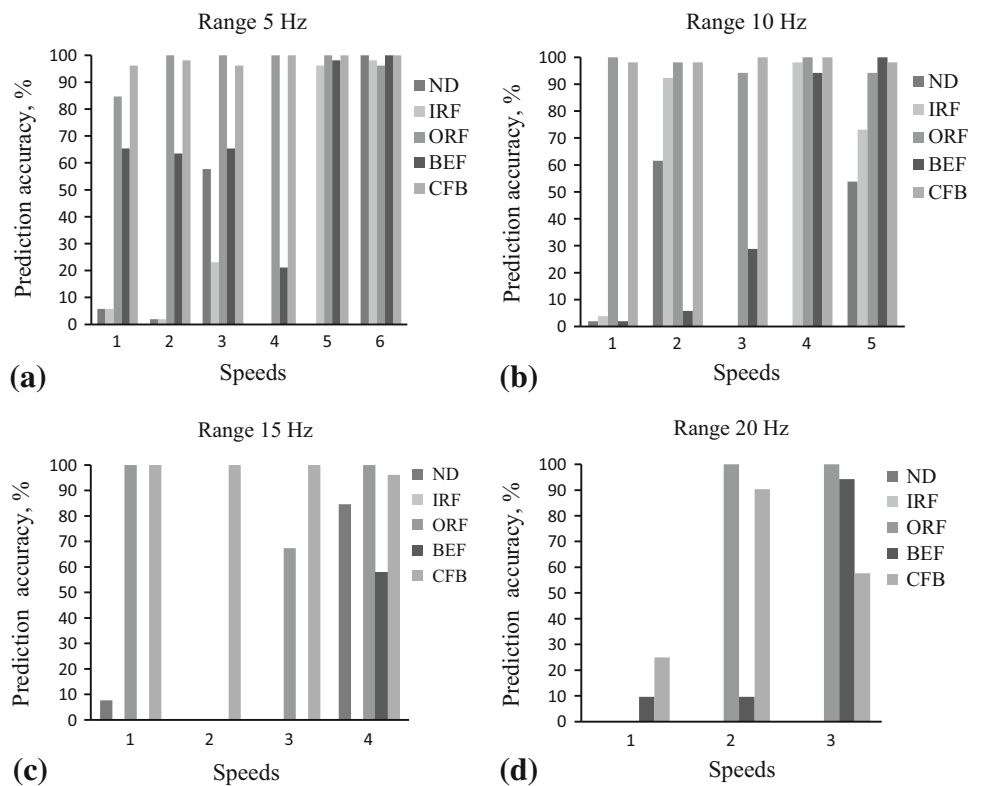 Range 5 Hz
Prediction accuracy, %
100
90
80
70
60
50
40
30
20
10
0
1 2 3 4 5 6
Speeds
ND
IRF
ORF
BEF
CFB
(a)
Range 10 Hz
Prediction accuracy, %
100
90
80
70
60
50
40
30
20
10
0
1 2 3 4 5
Speeds
ND
IRF
ORF
BEF
CFB
(b)
Range 15 Hz
Prediction accuracy, %
100
90
80
70
60
50
40
30
20
10
0
1 2 3 4
Speeds
ND
IRF
ORF
BEF
CFB
(c)
Range 20 Hz
Prediction accuracy, %
100
90
80
70
60
50
40
30
20
10
0
1 2 3
Speeds
ND
IRF
ORF
BEF
CFB
(d)